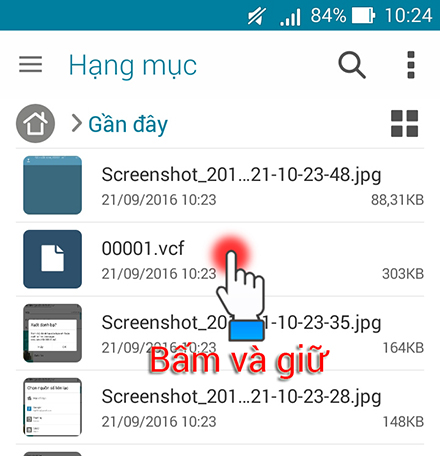 84% 10:24
Hạng mục
Gần đây
Screenshot_201...21-10-23-48.jpg
21/09/2016 10:23 88,31KB
00001.vcf
21/09/2016 10:23 303KB
Screenshot_20 1-10-23-35.jpg
21/09/2016 10:23 164KB
Bấm và giữ
Screenshot_201...21-10-23-28.jpg
21/09/2016 10:23 148KB